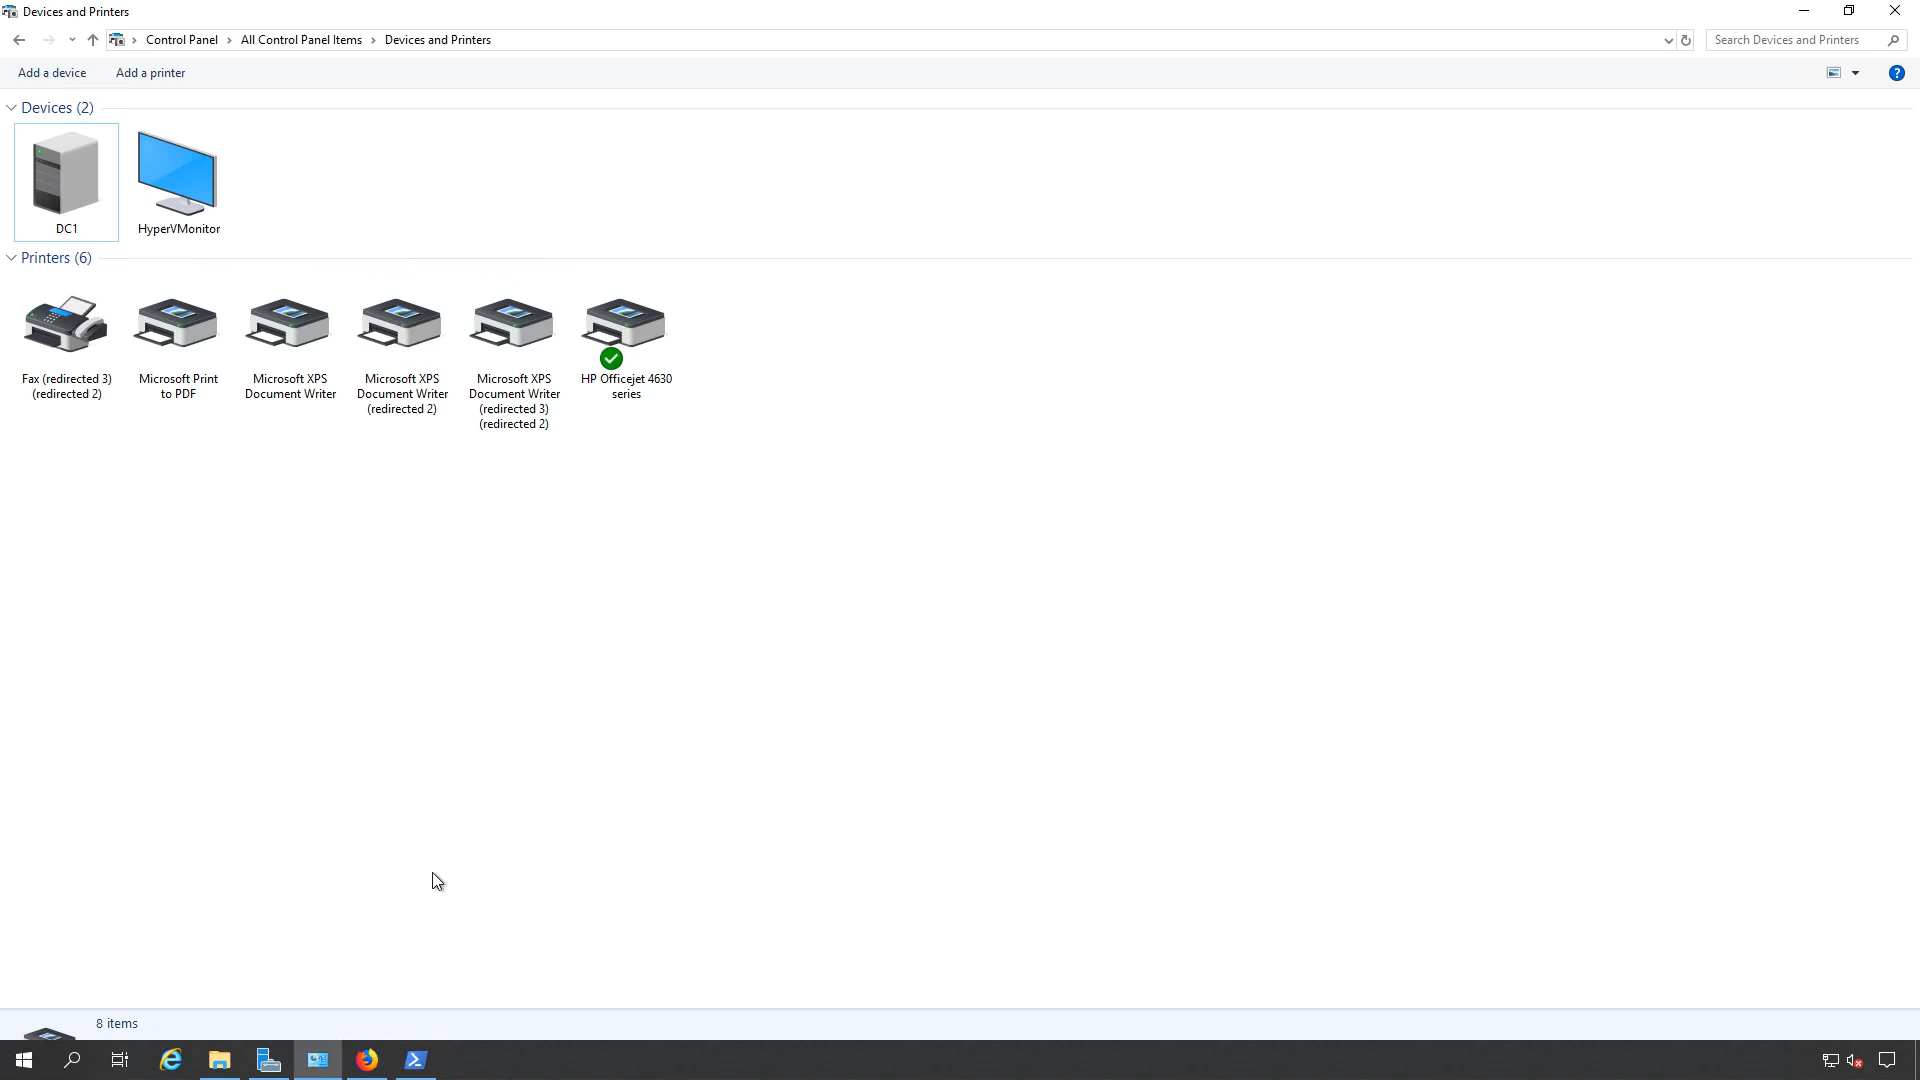 Devices and Printers
Control Panel
All Control Panel Items
Devices and Printers
Search Devices and Printers
Add a device
Add a printer
?
Devices (2)
DC1
HyperVMonitor
Printers (6)
Fax (redirected 3)
(redirected 2)
Microsoft Print
to PDF
Microsoft XPS
Document Writer
Microsoft XPS
Document Writer
(redirected 2)
Microsoft XPS
Document Writer
(redirected 3)
(redirected 2)
HP Officejet 4630
series
8 items